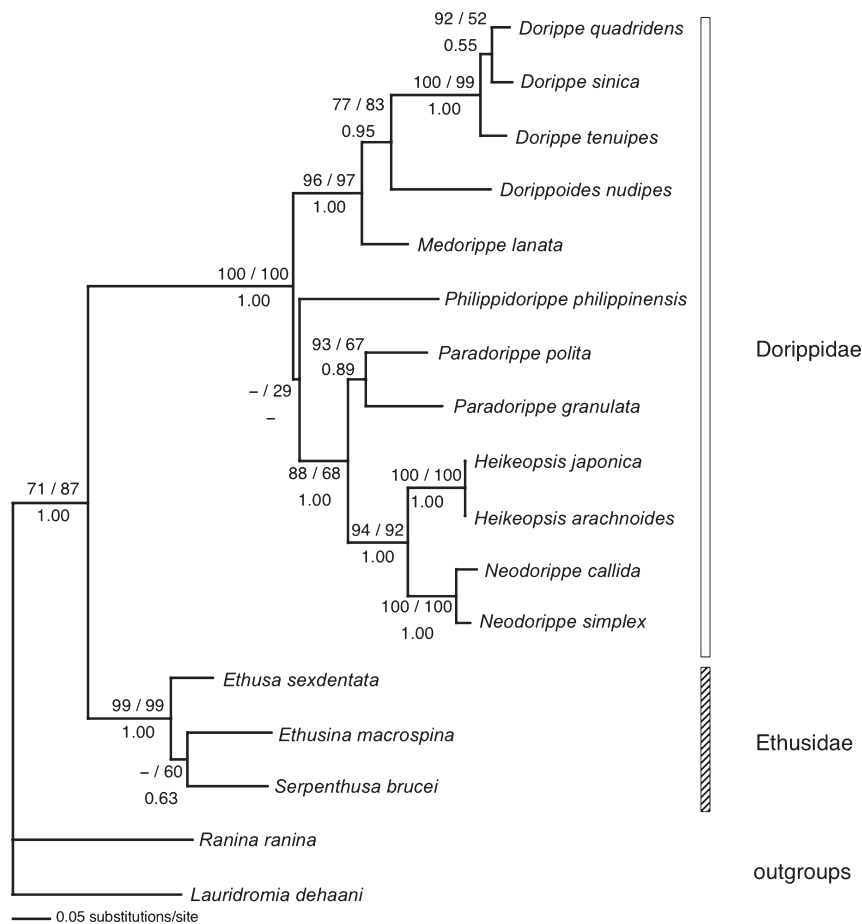 92 / 52
Dorippe quadridens
0.55
100 / 99
Dorippe sinica
1.00
77 / 83
0.95
Dorippe tenuipes
96 / 97
Dorippoides nudipes
1.00
Medorippe lanata
100 / 100
1.00
Philippidorippe philippinensis
93 / 67
Paradorippe polita
Dorippidae
0.89
– / 29
–
Paradorippe granulata
88 / 68
1.00
100 / 100
Heikeopsis japonica
1.00
71 / 87
1.00
Heikeopsis arachnoides
94 / 92
1.00
Neodorippe callida
100 / 100
1.00
Neodorippe simplex
Ethusa sexdentata
99 / 99
1.00
Ethusina macrospina
Ethusidae
– / 60
0.63
Serpenthusa brucei
Ranina ranina
outgroups
Lauridromia dehaani
0.05 substitutions/site